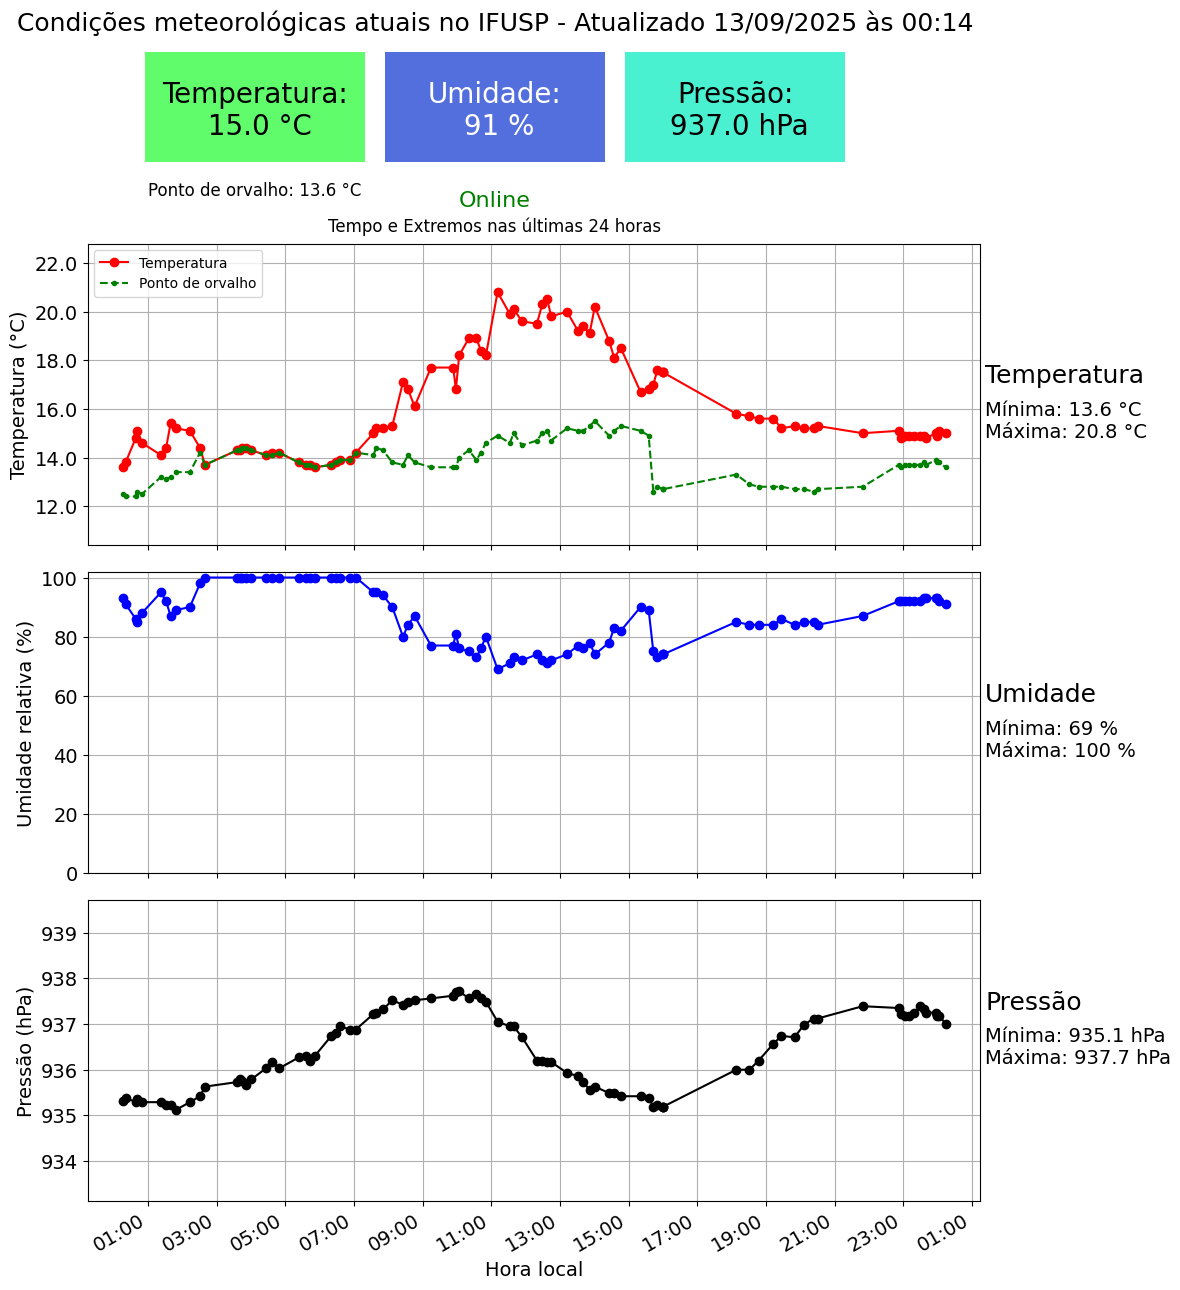 Condições meteorológicas atuais no IFUSP - Atualizado 13/09/2025 às 00:14
Temperatura:
15.0 °C
Umidade:
91 %
Pressão:
937.0 hPa
Ponto de orvalho: 13.6 °C
Online
Tempo e Extremos nas últimas 24 horas
Temperatura
Ponto de orvalho
Temperatura (°C)
22.0
20.0
18.0
16.0
14.0
12.0
Temperatura
Mínima: 13.6 °C
Máxima: 20.8 °C
Umidade relativa (%)
100
80
60
40
20
0
Umidade
Mínima: 69 %
Máxima: 100 %
Pressão (hPa)
939
938
937
936
935
934
Pressão
Mínima: 935.1 hPa
Máxima: 937.7 hPa
01:00 03:00 05:00 07:00 09:00 11:00 13:00 15:00 17:00 19:00 21:00 23:00 01:00
Hora local